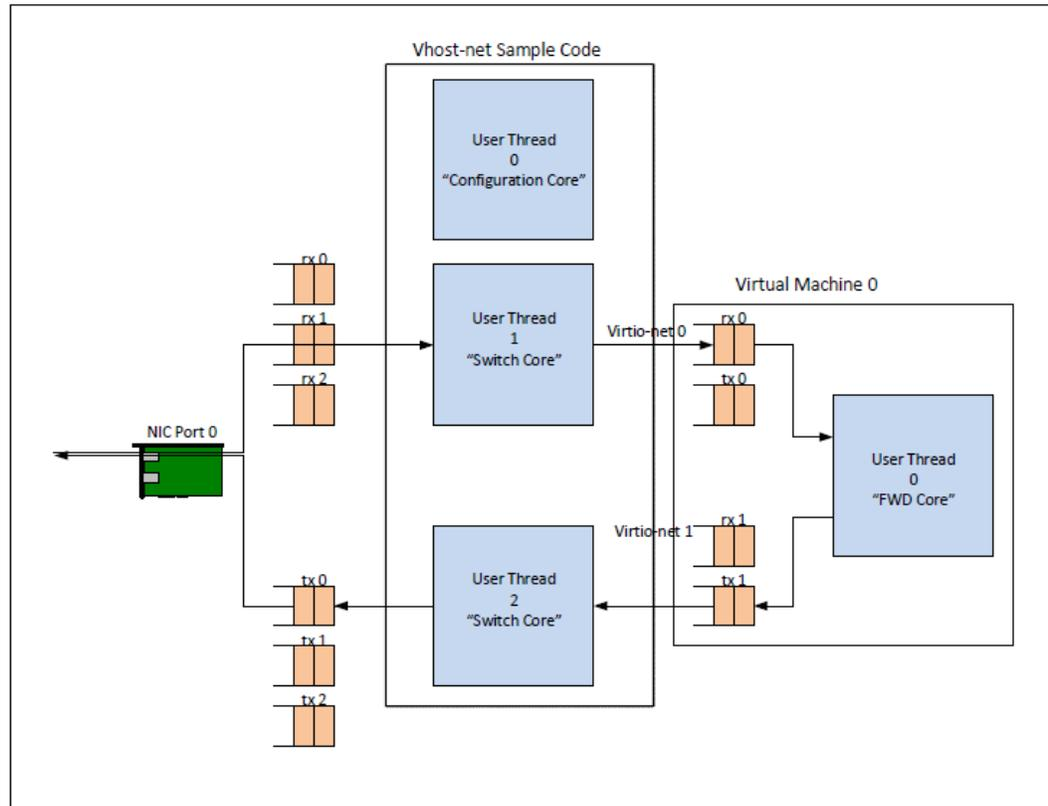 Vhost-net Sample Code
User Thread
0
“Configuration Core”
rx 0
rx 1
rx 2
User Thread
1
“Switch Core”
Virtio-net 0
Virtual Machine 0
rx 0
tx 0
NIC Port 0
User Thread
0
“FWD Core”
Virtio-net 1
rx 1
tx 1
User Thread
2
“Switch Core”
tx 0
tx 1
tx 2